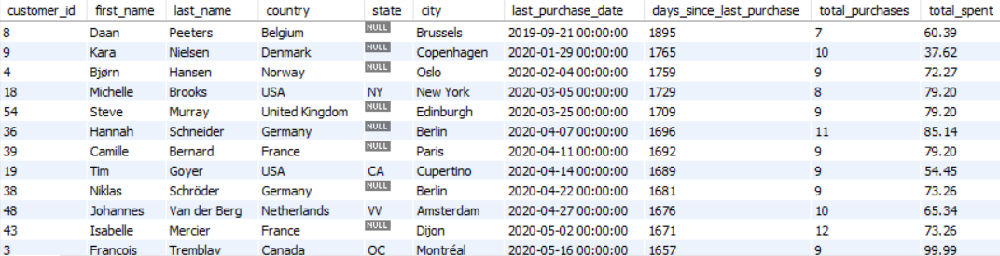 customer_id first_name last_name country state city last_purchase_date days_since_last_purchase total_purchases total_spent
8 Daan Peeters Belgium NULL Brussels 2019-09-21 00:00:00 1895 7 60.39
9 Kara Nielsen Denmark NULL Copenhagen 2020-01-29 00:00:00 1765 10 37.62
4 Bjørn Hansen Norway NULL Oslo 2020-02-04 00:00:00 1759 9 72.27
18 Michelle Brooks USA NY New York 2020-03-05 00:00:00 1729 8 79.20
54 Steve Murray United Kingdom NULL Edinburgh 2020-03-25 00:00:00 1709 9 79.20
36 Hannah Schneider Germany NULL Berlin 2020-04-07 00:00:00 1696 11 85.14
39 Camille Bernard France NULL Paris 2020-04-11 00:00:00 1692 9 79.20
19 Tim Goyer USA CA Cupertino 2020-04-14 00:00:00 1689 9 54.45
38 Niklas Schröder Germany NULL Berlin 2020-04-22 00:00:00 1681 9 73.26
48 Johannes Van der Berg Netherlands VV Amsterdam 2020-04-27 00:00:00 1676 10 65.34
43 Isabelle Mercier France NULL Dijon 2020-05-02 00:00:00 1671 12 73.26
3 François Tremblay Canada QC Montréal 2020-05-16 00:00:00 1657 9 99.99